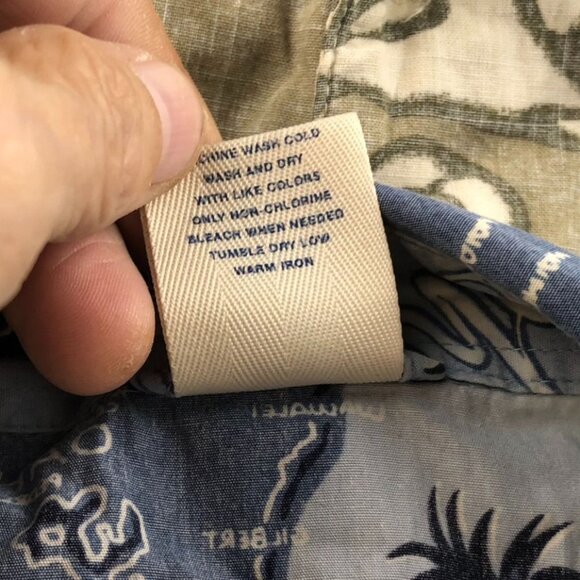 CHINE WASH COLD
WASH AND DRY
WITH LIKE COLORS
ONLY NON-CHLORINE
BLEACH WHEN NEEDED
TUMBLE DRY LOW
WARM IRON
GILBERT